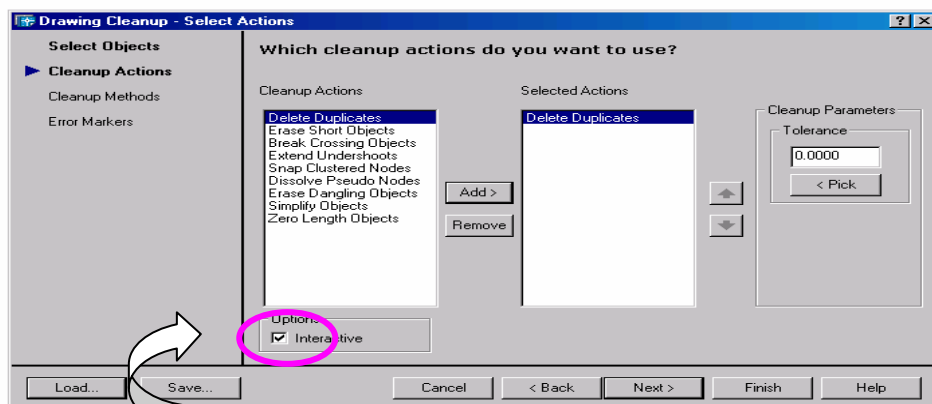 Drawing Cleanup - Select Actions
Select Objects
Cleanup Actions
Cleanup Methods
Error Markers
Which cleanup actions do you want to use?
Cleanup Actions
Delete Duplicates
Erase Short Objects
Break Crossing Objects
Extend Undershoots
Snap Clustered Nodes
Dissolve Pseudo Nodes
Erase Dangling Objects
Simplify Objects
Zero Length Objects
Add >
Remove
Selected Actions
Delete Duplicates
Cleanup Parameters
Tolerance
0.0000
< Pick
Options
Interactive
Load...
Save...
Cancel
< Back
Next >
Finish
Help